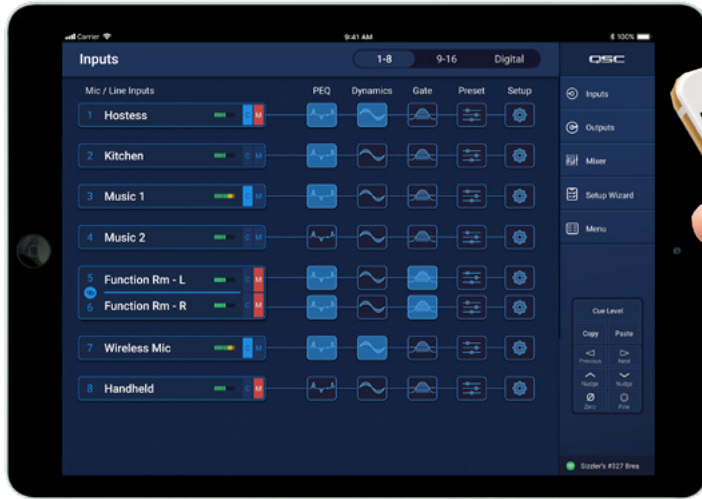 Carrier
9:41 AM
100%
Inputs
1-8
9-16
Digital
QSC
Mic / Line Inputs
PEQ
Dynamics
Gate
Preset
Setup
1 Hostess C M
2 Kitchen C M
3 Music 1 C M
4 Music 2 C M
5 Function Rm - L C M
6 Function Rm - R C M
7 Wireless Mic C M
8 Handheld C M
Inputs
Outputs
Mixer
Setup Wizard
Menu
Cue Level
Copy Paste
Previous Next
Nudge Nudge
Zero Fine
Sizzler's #327 Brea